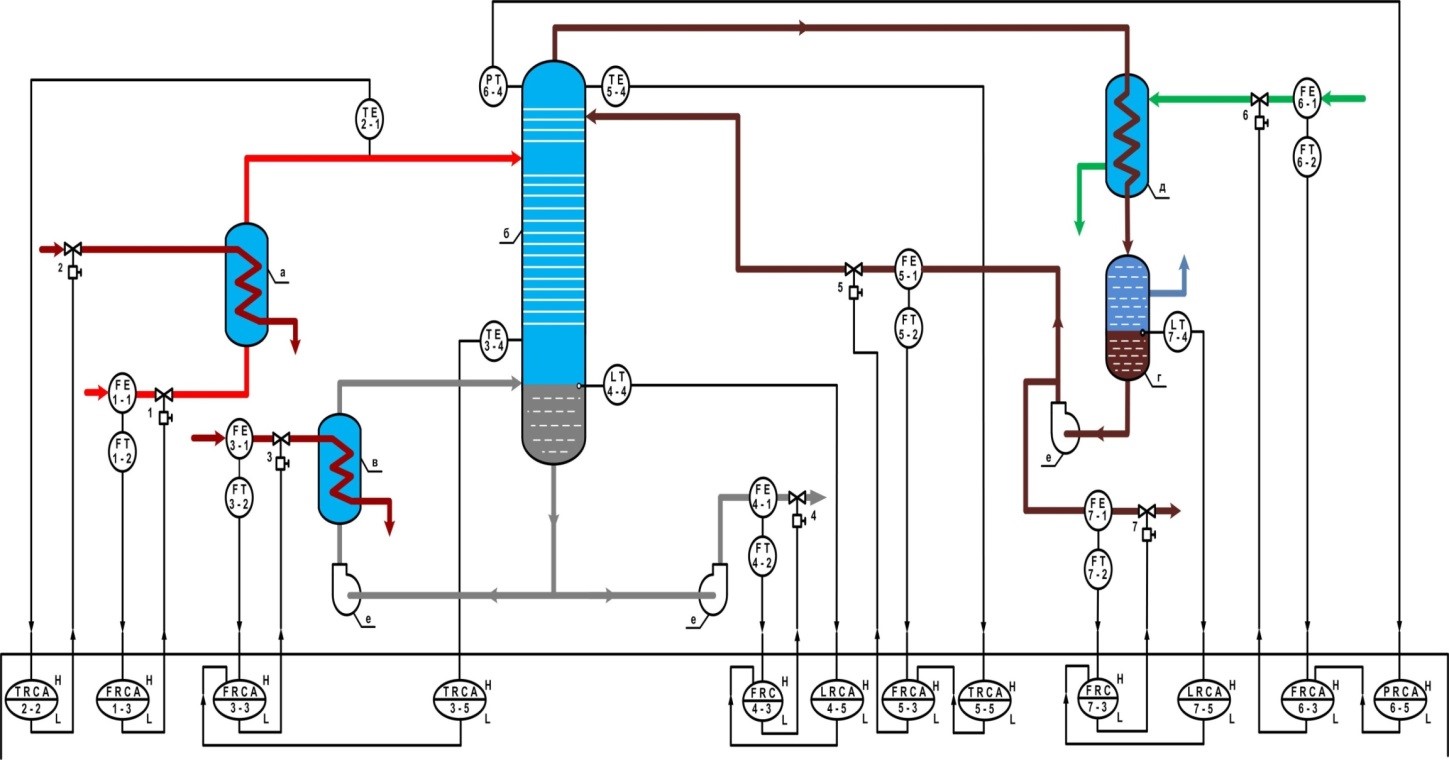 PT
6-4
TE
5-4
TE
2-1
FE
6-1
6
FT
6-2
д
б
2
а
FE
5-1
5
FT
5-2
LT
7-4
г
TE
3-4
FE
1-1
1
LT
4-4
FT
1-2
FE
3-1
3
в
е
FT
3-2
FE
4-1
4
FE
7-1
7
FT
4-2
FT
7-2
е
е
TRCA
2-2
H
L
FRCA
1-3
H
L
FRCA
3-3
H
L
TRCA
3-5
H
L
FRC
4-3
H
L
LRCA
4-5
H
L
FRCA
5-3
H
L
TRCA
5-5
H
L
FRC
7-3
H
L
LRCA
7-5
H
L
FRCA
6-3
H
L
PRCA
6-5
H
L